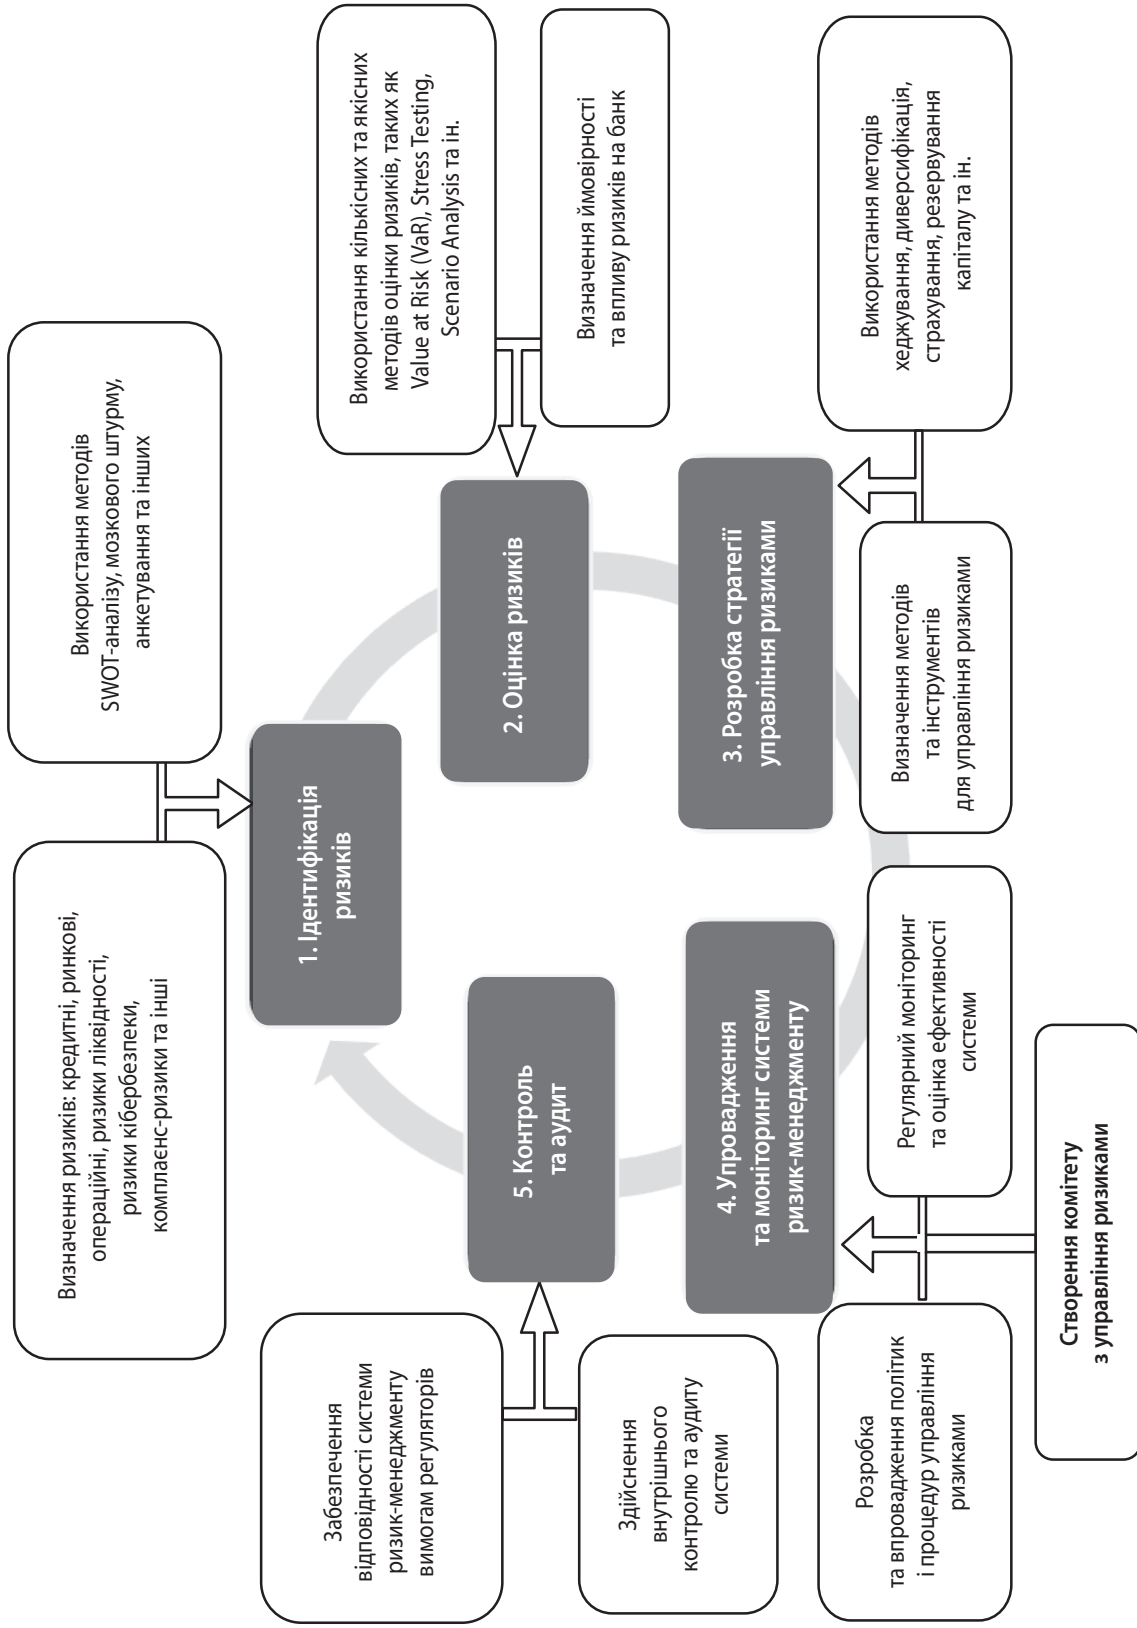 Визначення ризиків: кредитні, ринкові,
операційні, ризики ліквідності,
ризики кібербезпеки,
комплаєнс-ризики та інші
Використання методів
SWOT-аналізу, мозкового штурму,
анкетування та інших
1. Ідентифікація
ризиків
Використання кількісних та якісних
методів оцінки ризиків, таких як
Value at Risk (VaR), Stress Testing,
Scenario Analysis та ін.
Визначення ймовірності
та впливу ризиків на банк
2. Оцінка ризиків
3. Розробка стратегії
управління ризиками
Визначення методів
та інструментів
для управління ризиками
Використання методів
хеджування, диверсифікація,
страхування, резервування
капіталу та ін.
4. Упровадження
та моніторинг системи
ризик-менеджменту
Розробка
та впровадження політик
і процедур управління
ризиками
Регулярний моніторинг
та оцінка ефективності
системи
Створення комітету
з управління ризиками
5. Контроль
та аудит
Забезпечення
відповідності системи
ризик-менеджменту
вимогам регуляторів
Здійснення
внутрішнього
контролю та аудиту
системи